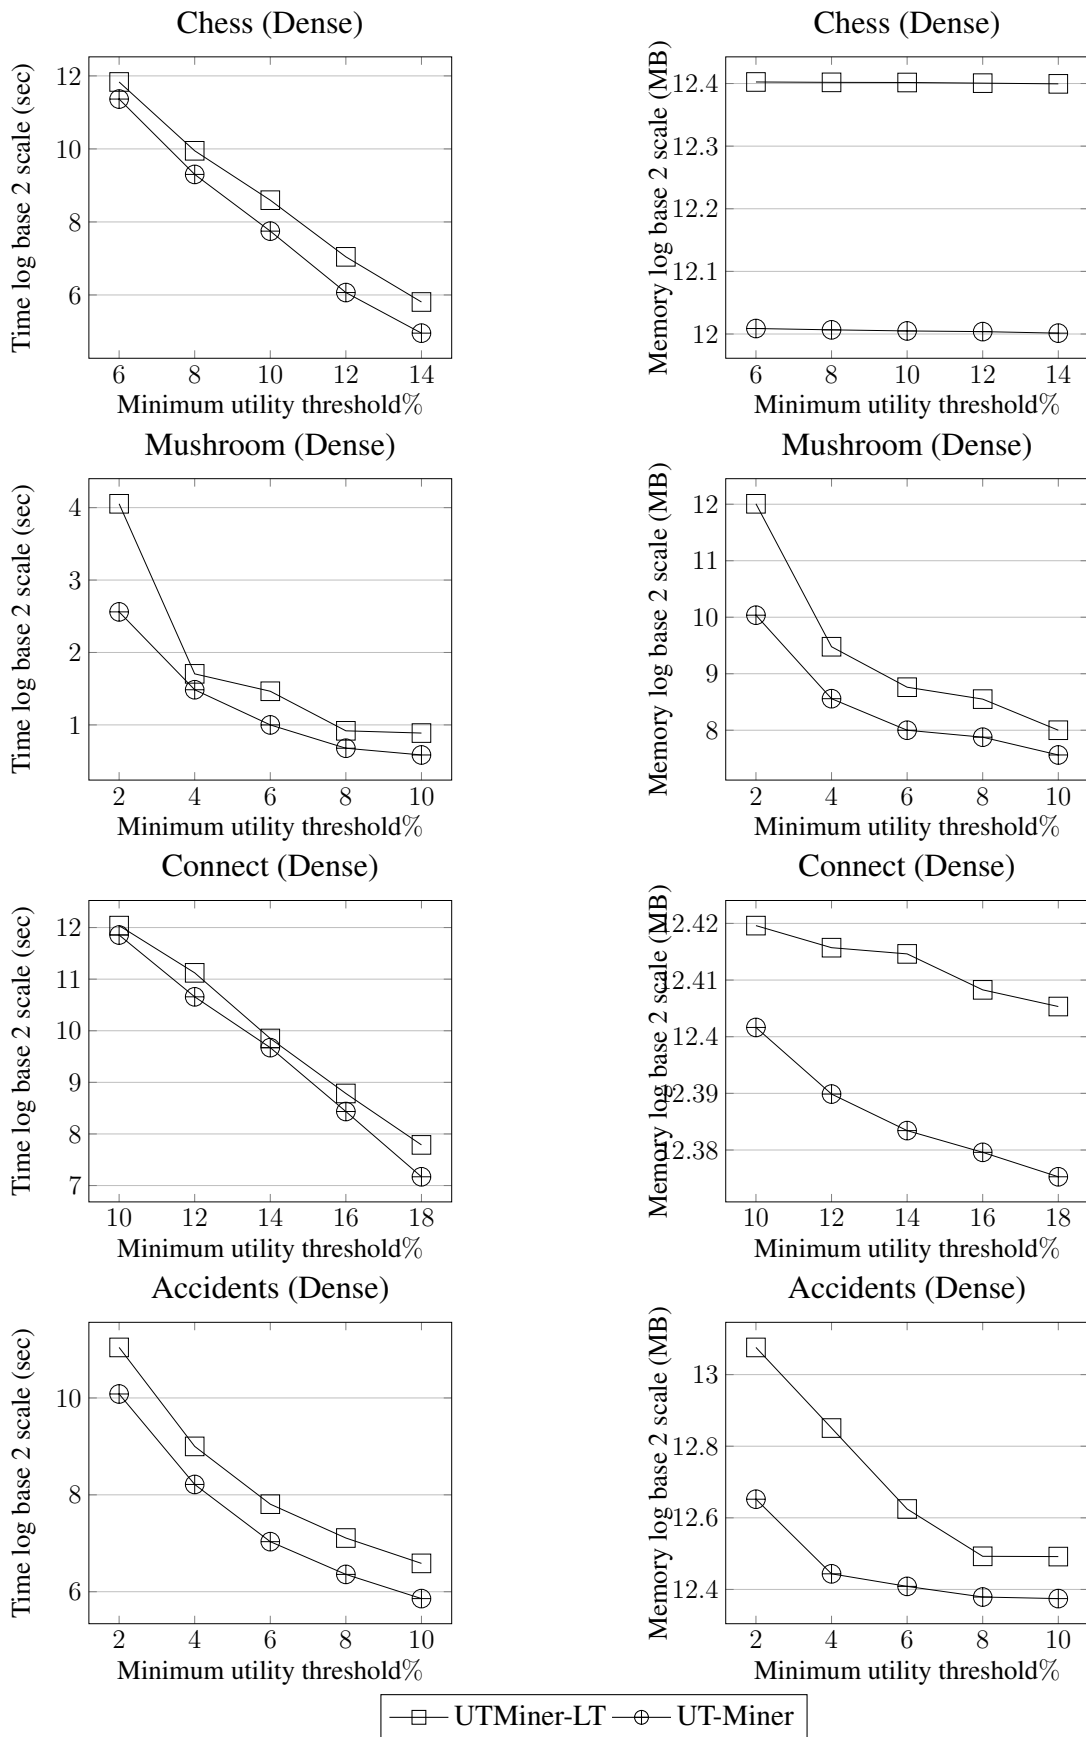 Chess (Dense)
Time log base 2 scale (sec)
12
10
8
6
6 8 10 12 14
Minimum utility threshold%
Chess (Dense)
Memory log base 2 scale (MB)
12.4
12.3
12.2
12.1
12
6 8 10 12 14
Minimum utility threshold%
Mushroom (Dense)
Time log base 2 scale (sec)
4
3
2
1
2 4 6 8 10
Minimum utility threshold%
Mushroom (Dense)
Memory log base 2 scale (MB)
12
11
10
9
8
2 4 6 8 10
Minimum utility threshold%
Connect (Dense)
Time log base 2 scale (sec)
12
11
10
9
8
7
10 12 14 16 18
Minimum utility threshold%
Connect (Dense)
Memory log base 2 scale (MB)
12.42
12.41
12.4
12.39
12.38
10 12 14 16 18
Minimum utility threshold%
Accidents (Dense)
Time log base 2 scale (sec)
10
8
6
2 4 6 8 10
Minimum utility threshold%
Accidents (Dense)
Memory log base 2 scale (MB)
13
12.8
12.6
12.4
2 4 6 8 10
Minimum utility threshold%
UTMiner-LT UT-Miner